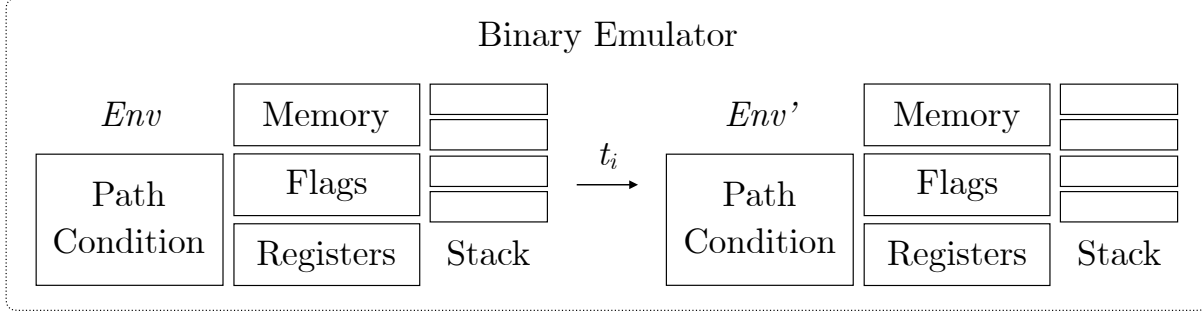 Binary Emulator
Env
Memory
Path
Condition
Flags
Registers
Stack
t_i
Env'
Memory
Path
Condition
Flags
Registers
Stack